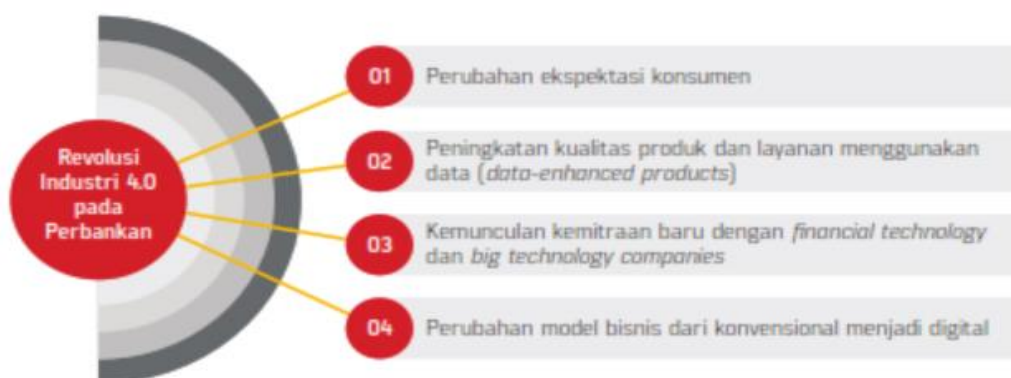 Revolusi
Industri 4.0
pada
Perbankan
01
Perubahan ekspektasi konsumen
02
Peningkatan kualitas produk dan layanan menggunakan
data (data-enhanced products)
03
Kemunculan kemitraan baru dengan financial technology
dan big technology companies
04
Perubahan model bisnis dari konvensional menjadi digital